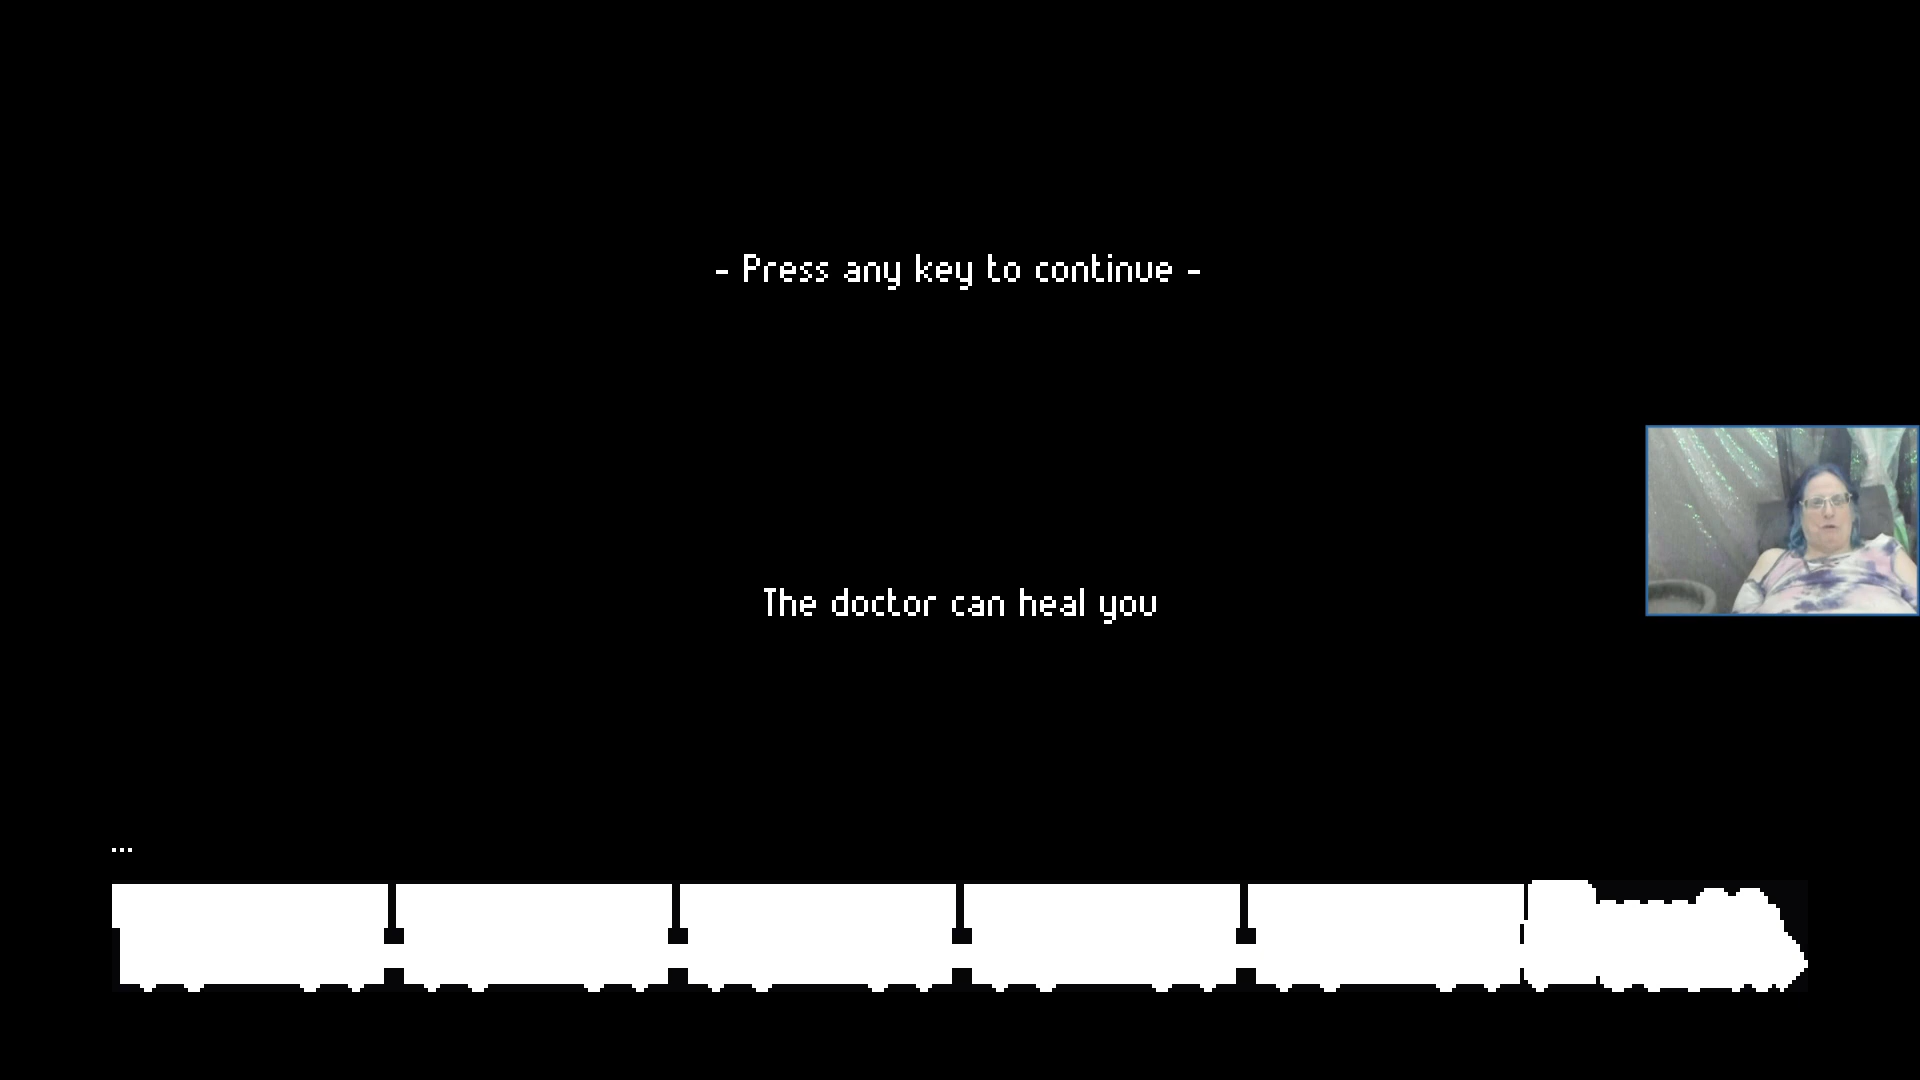 - Press any key to continue -
The doctor can heal you
...